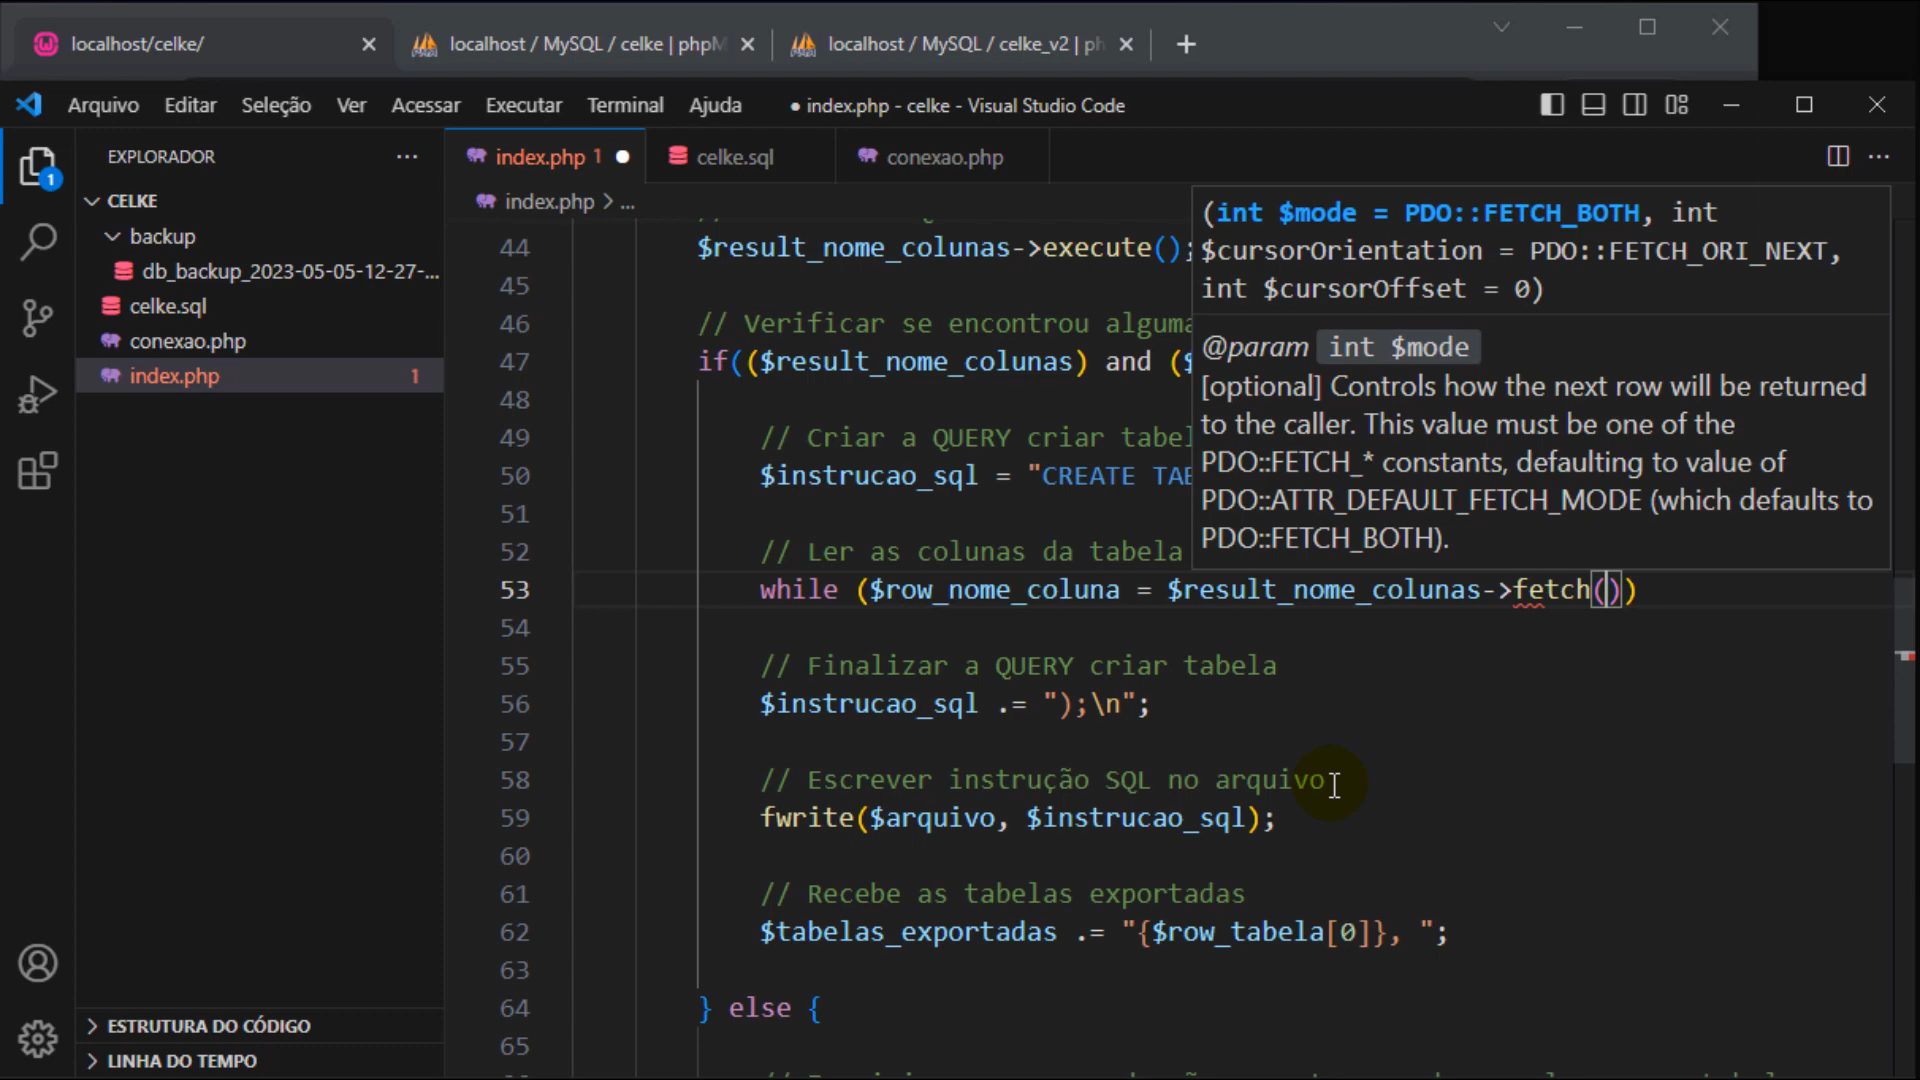 localhost/celke/
localhost / MySQL / celke | phpM
localhost / MySQL / celke_v2 | ph
Arquivo Editar Seleção Ver Acessar Executar Terminal Ajuda
● index.php - celke - Visual Studio Code
EXPLORADOR
index.php 1
celke.sql
conexao.php
CELKE
index.php > ...
backup
db_backup_2023-05-05-12-27-...
celke.sql
conexao.php
index.php 1
1
(int $mode = PDO::FETCH_BOTH, int
$cursorOrientation = PDO::FETCH_ORI_NEXT,
int $cursorOffset = 0)
@param int $mode
[optional] Controls how the next row will be returned
to the caller. This value must be one of the
PDO::FETCH_* constants, defaulting to value of
PDO::ATTR_DEFAULT_FETCH_MODE (which defaults to
PDO::FETCH_BOTH).
44 $result_nome_colunas->execute();
45
46 // Verificar se encontrou alguma
47 if(($result_nome_colunas) and ($
48
49 // Criar a QUERY criar tabel
50 $instrucao_sql = "CREATE TAB
51
52 // Ler as colunas da tabela
53 while ($row_nome_coluna = $result_nome_colunas->fetch())
54
55 // Finalizar a QUERY criar tabela
56 $instrucao_sql .= ");\n";
57
58 // Escrever instrução SQL no arquivo
59 fwrite($arquivo, $instrucao_sql);
60
61 // Recebe as tabelas exportadas
62 $tabelas_exportadas .= "{$row_tabela[0]}, ";
63
64 } else {
65
ESTRUTURA DO CÓDIGO
LINHA DO TEMPO